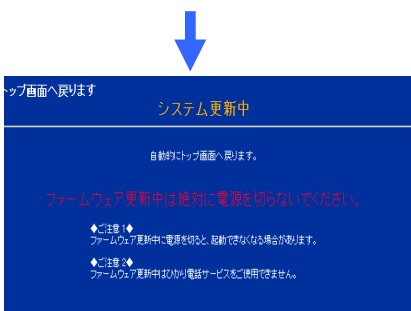 トップ画面へ戻ります
システム更新中
自動的にトップ画面へ戻ります。
ファームウェア更新中は絶対に電源を切らないでください。
◆ご注意1◆
ファームウェア更新中に電源を切ると、起動できなくなる場合があります。
◆ご注意2◆
ファームウェア更新中はひかり電話サービスをご使用できません。